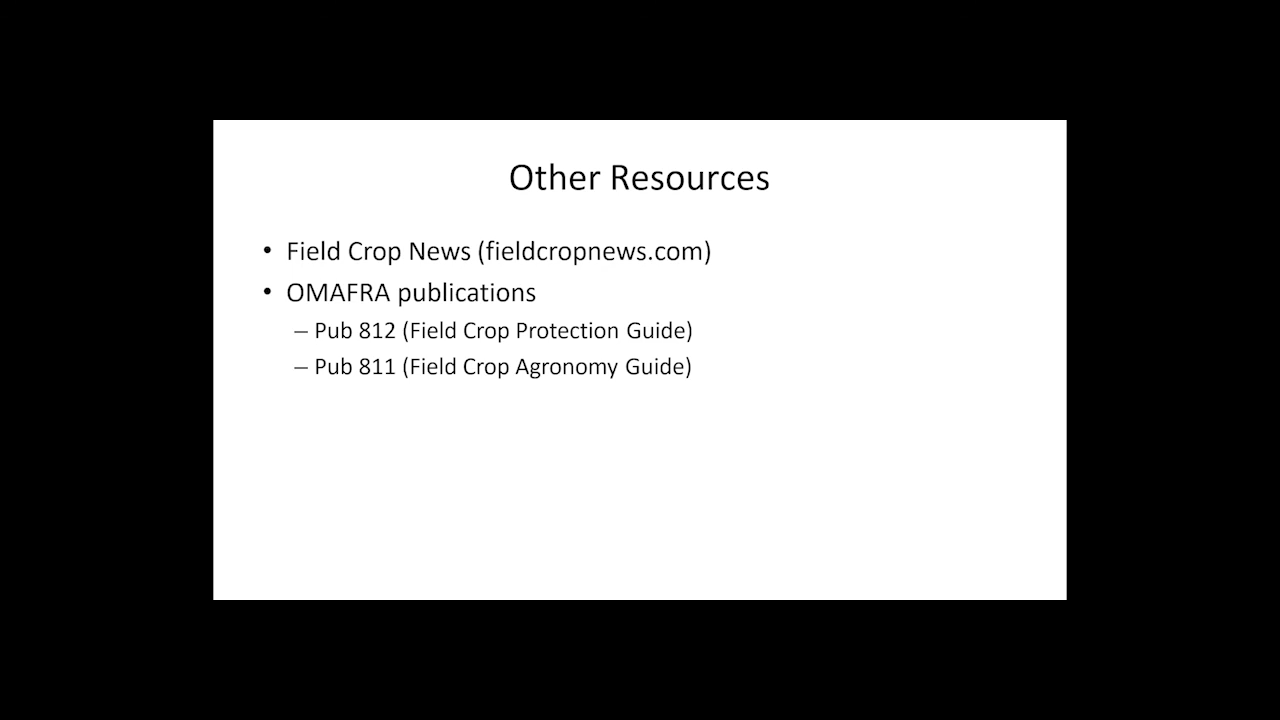 Other Resources
• Field Crop News (fieldcropnews.com)
• OMAFRA publications
– Pub 812 (Field Crop Protection Guide)
– Pub 811 (Field Crop Agronomy Guide)